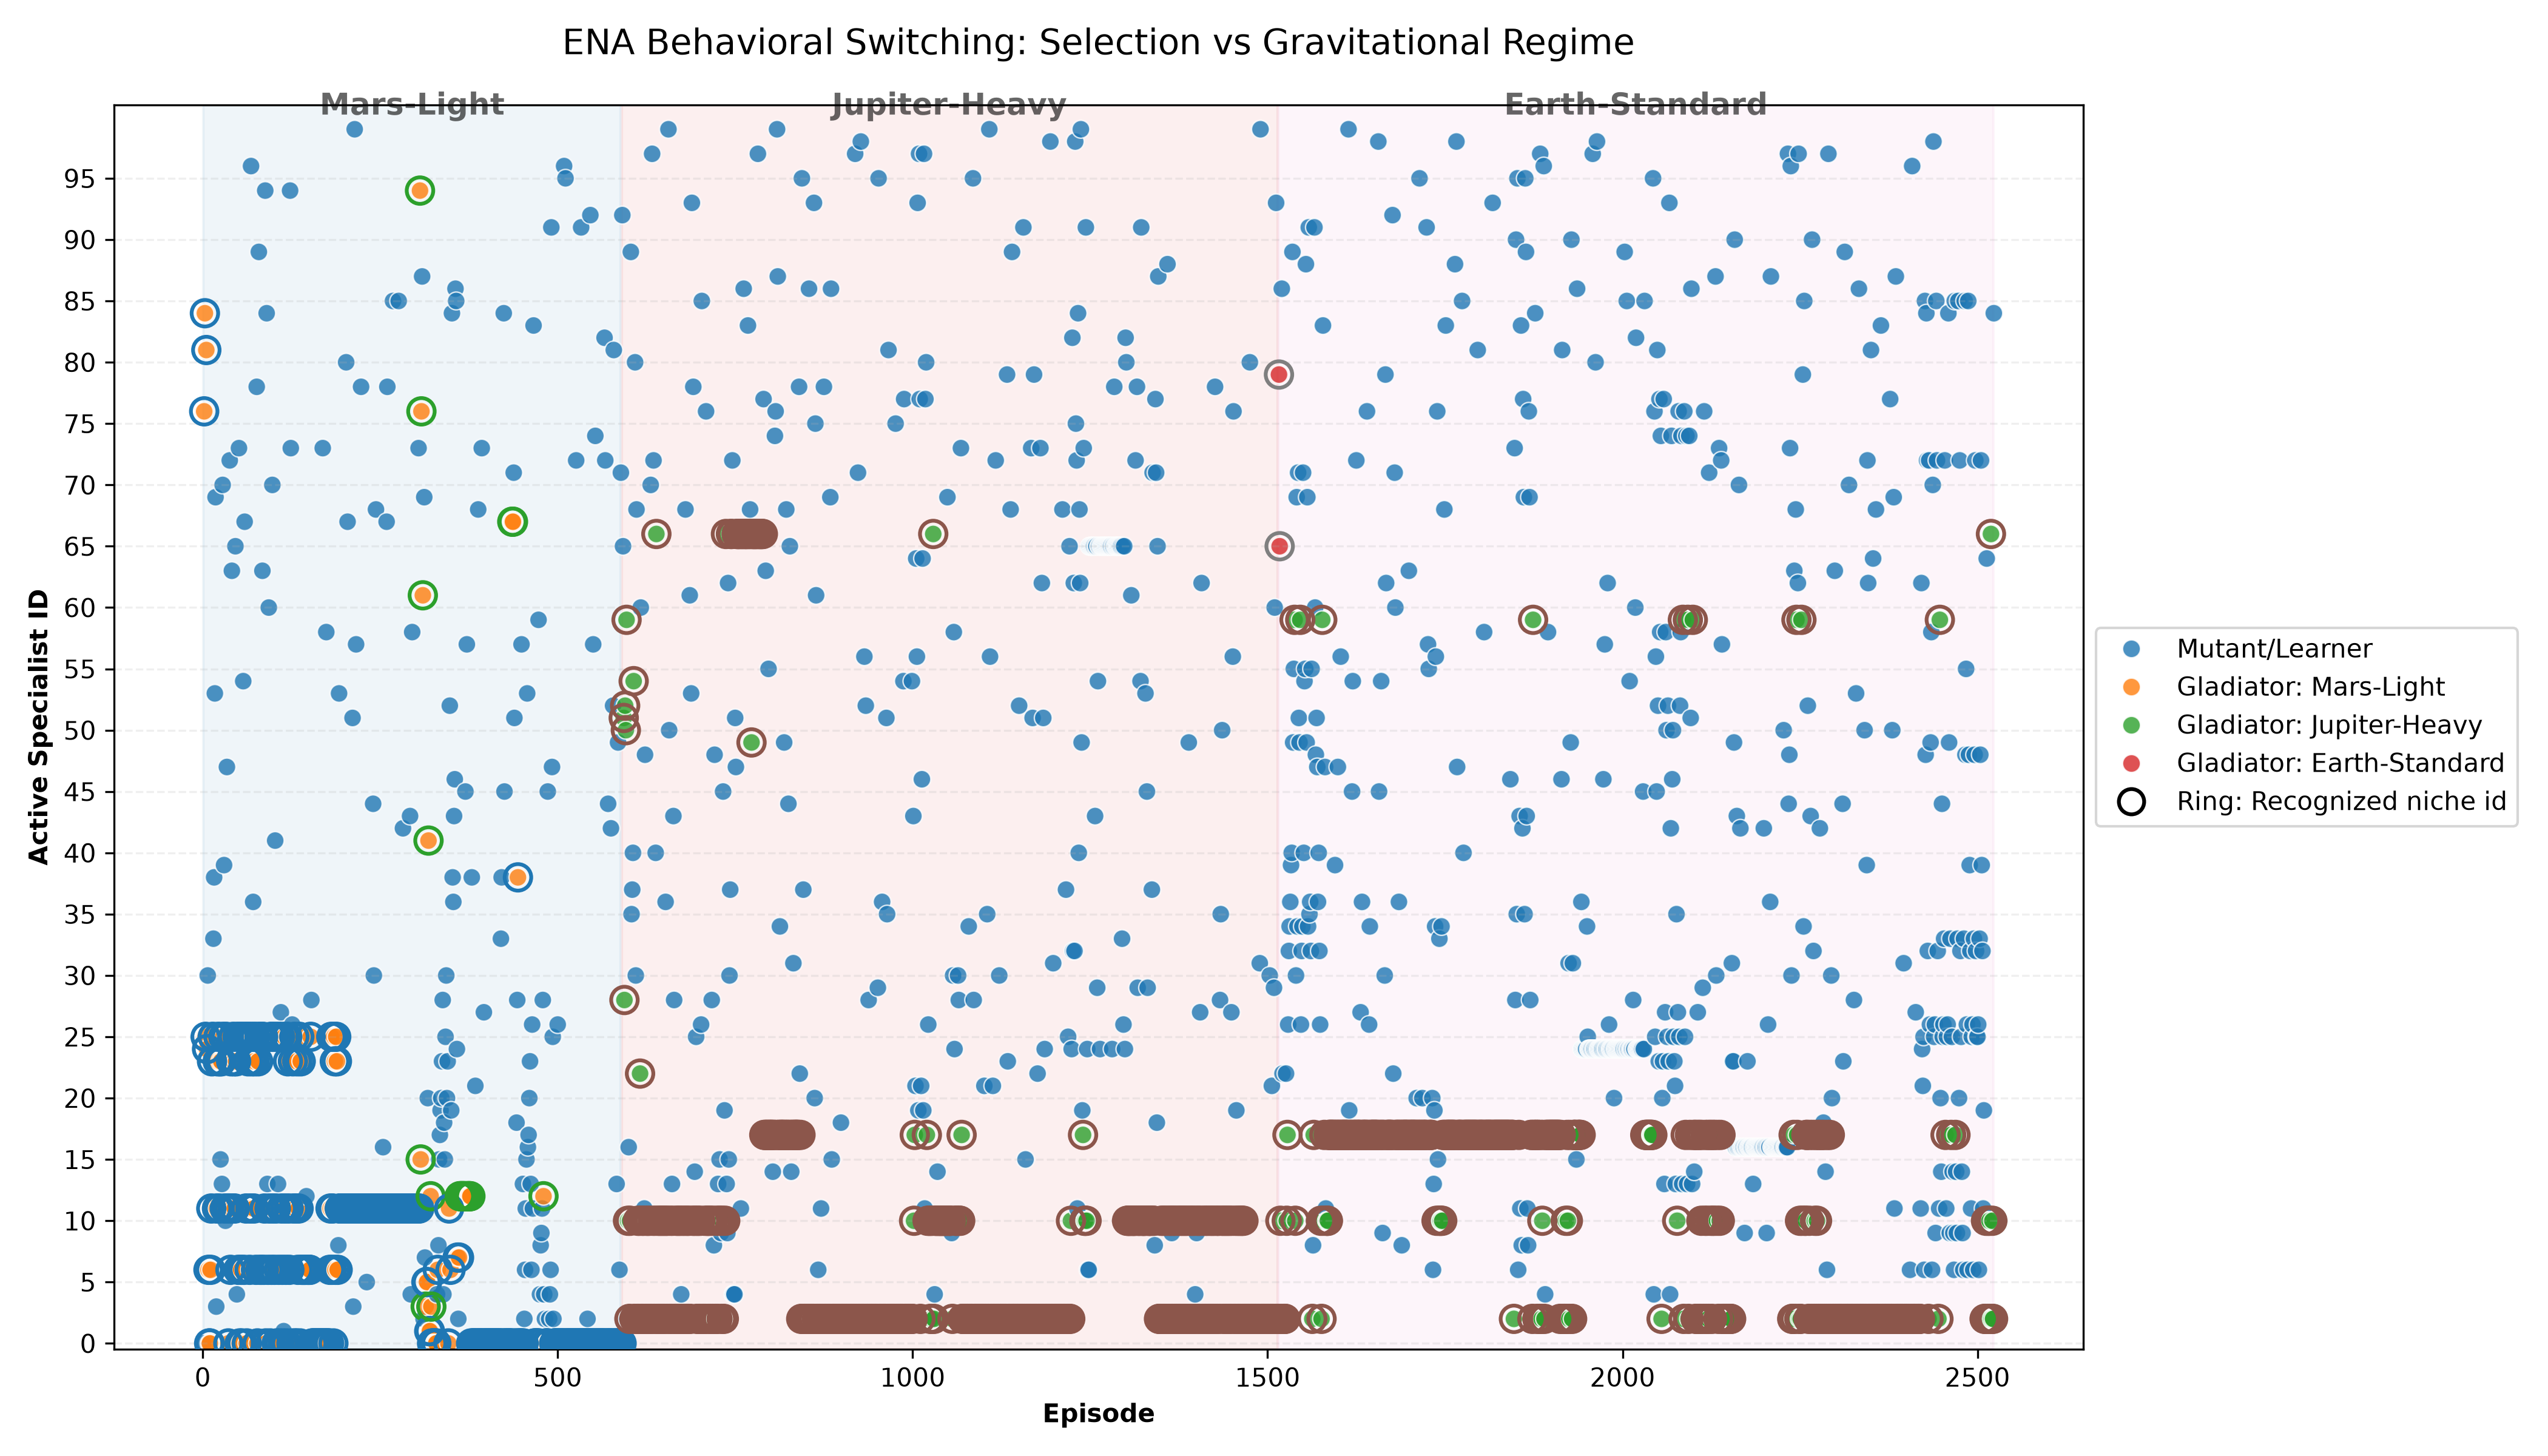 ENA Behavioral Switching: Selection vs Gravitational Regime
Mars-Light Jupiter-Heavy Earth-Standard
95
90
85
80
75
70
65
60
55
50
45
40
35
30
25
20
15
10
5
0
Active Specialist ID
0 500 1000 1500 2000 2500
Episode
Mutant/Learner
Gladiator: Mars-Light
Gladiator: Jupiter-Heavy
Gladiator: Earth-Standard
Ring: Recognized niche id